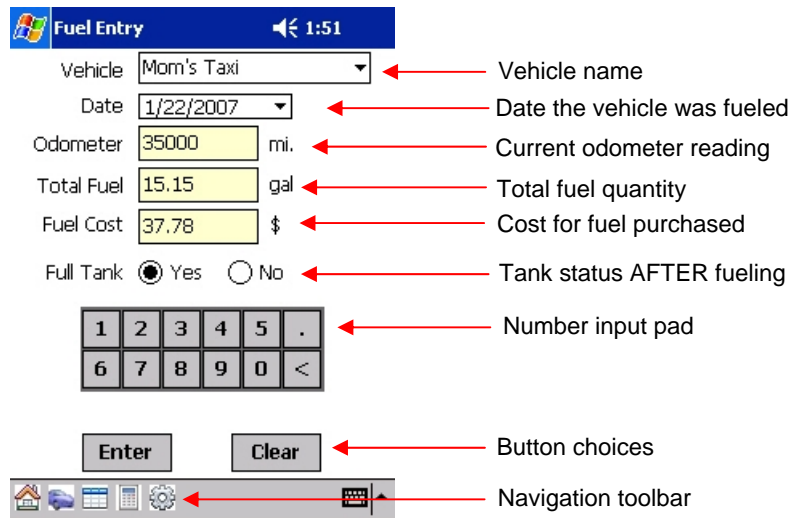 Fuel Entry 1:51
Vehicle Mom's Taxi Vehicle name
Date 1/22/2007 Date the vehicle was fueled
Odometer 35000 mi. Current odometer reading
Total Fuel 15.15 gal Total fuel quantity
Fuel Cost 37.78 $ Cost for fuel purchased
Full Tank Yes No Tank status AFTER fueling
1 2 3 4 5 . Number input pad
6 7 8 9 0 <
Enter Clear Button choices
Navigation toolbar